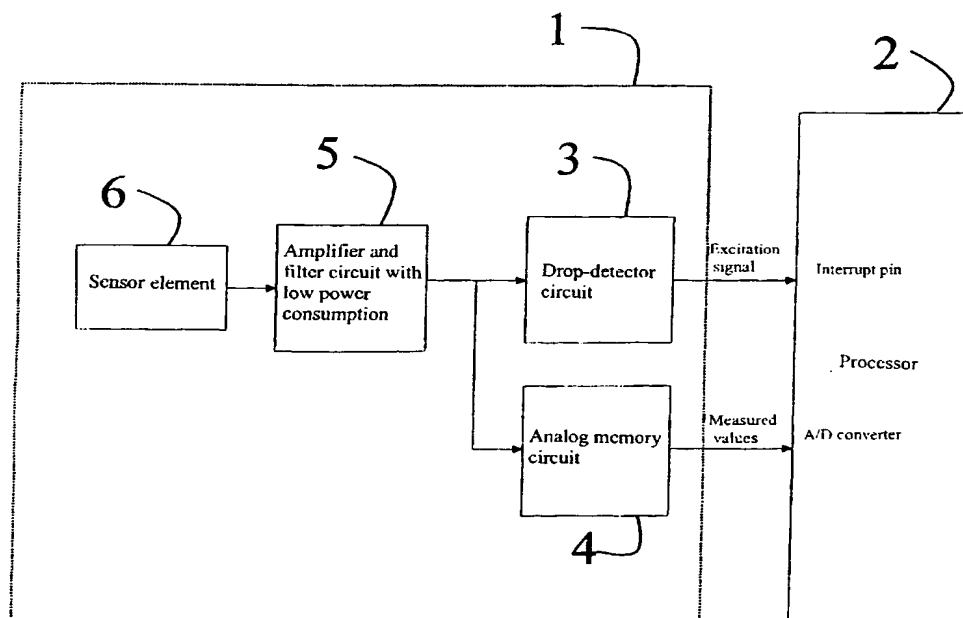 1
2
5
3
6
Amplifier and
filter circuit with
low power
consumption
Sensor element
Drop-detector
circuit
Excitation
signal
Interrupt pin
Processor
Analog memory
circuit
Measured
values
A/D converter
4